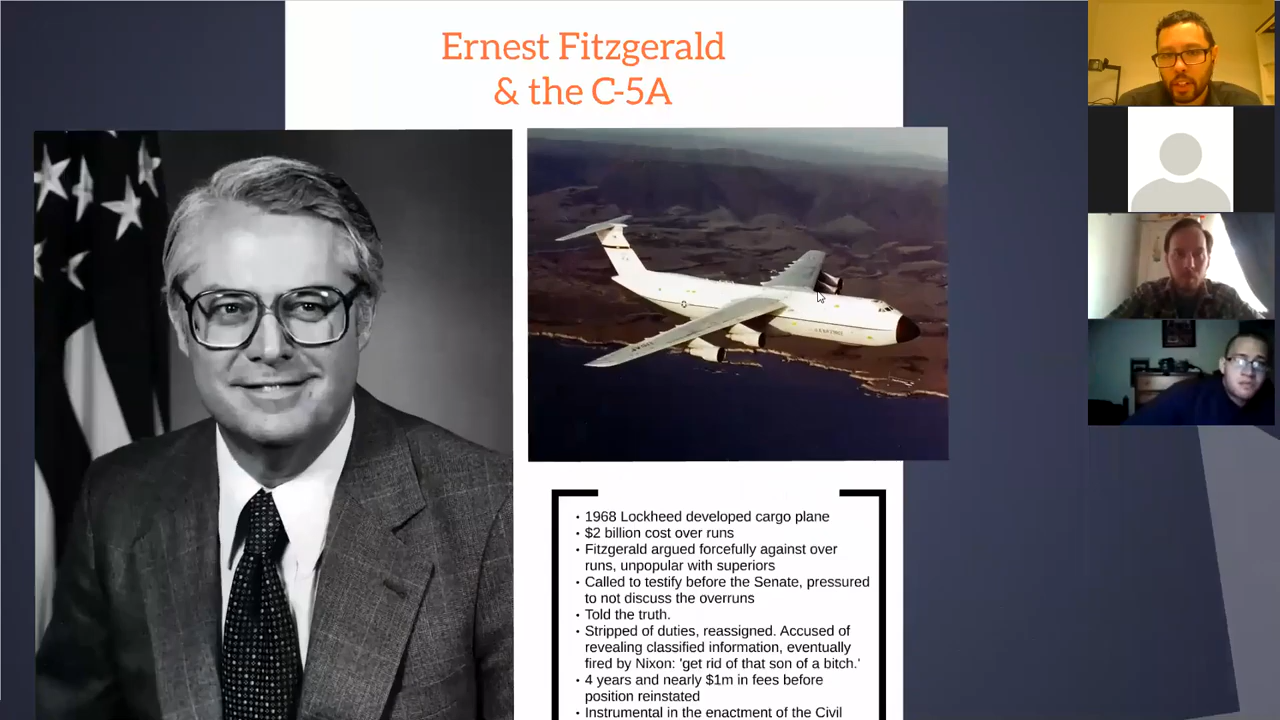 Ernest Fitzgerald
& the C-5A
• 1968 Lockheed developed cargo plane
• $2 billion cost over runs
• Fitzgerald argued forcefully against over
runs, unpopular with superiors
• Called to testify before the Senate, pressured
to not discuss the overruns
• Told the truth.
• Stripped of duties, reassigned. Accused of
revealing classified information, eventually
fired by Nixon: 'get rid of that son of a bitch.'
• 4 years and nearly $1m in fees before
position reinstated
• Instrumental in the enactment of the Civil